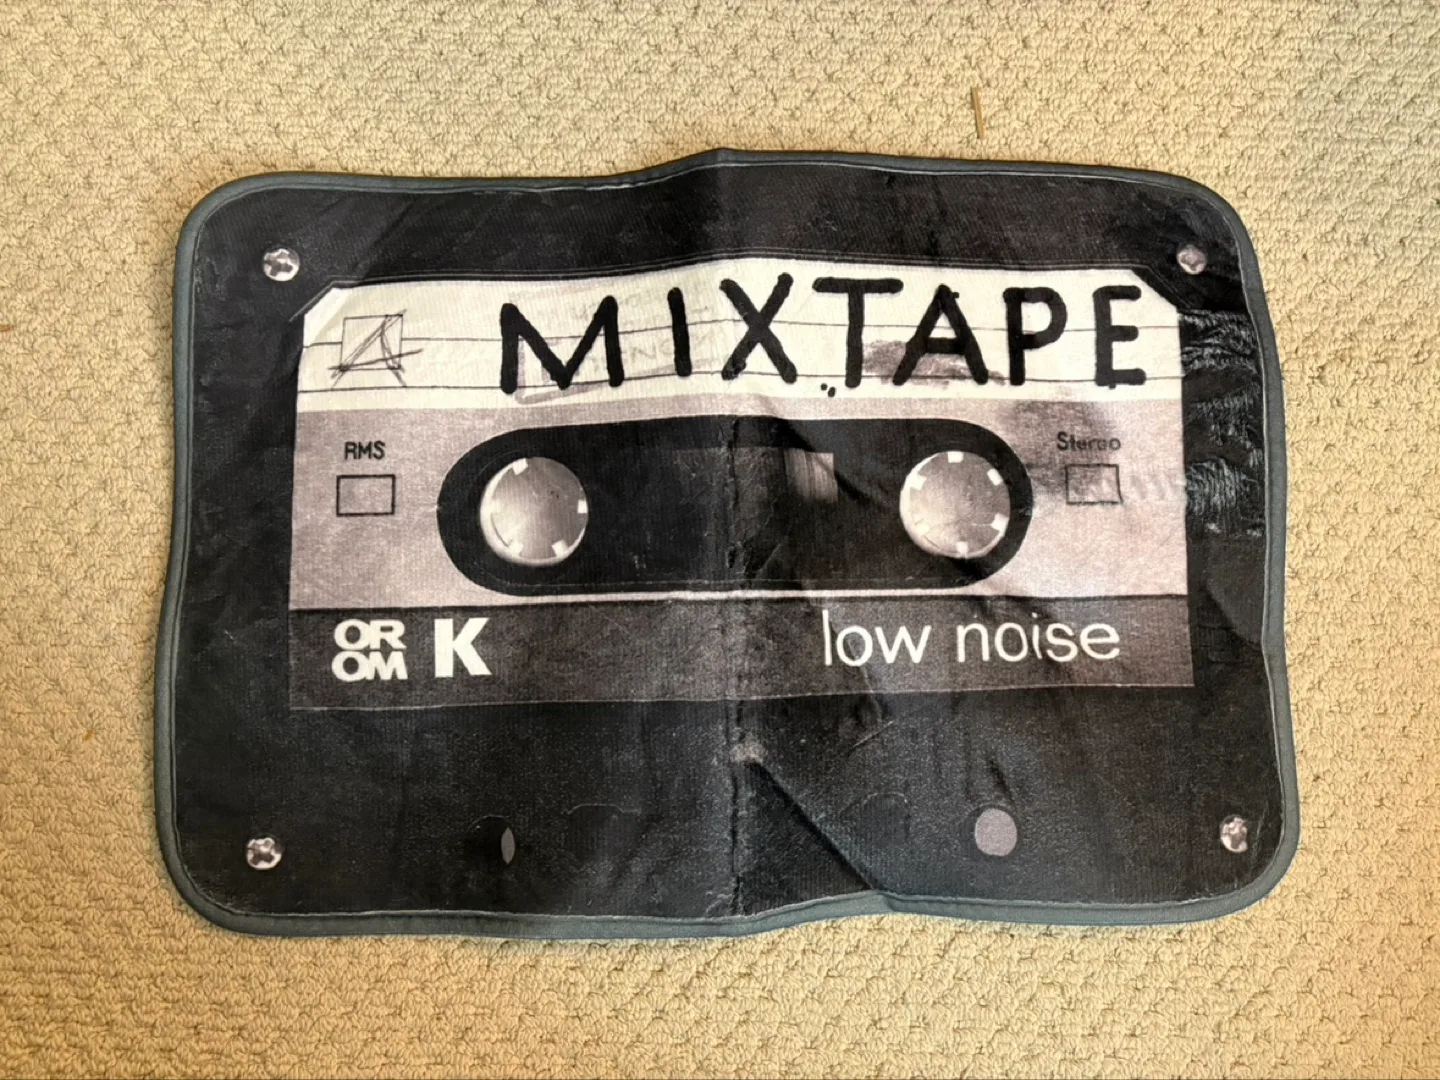 MIXTAPE
RMS
Stereo
OR
OM K
low noise